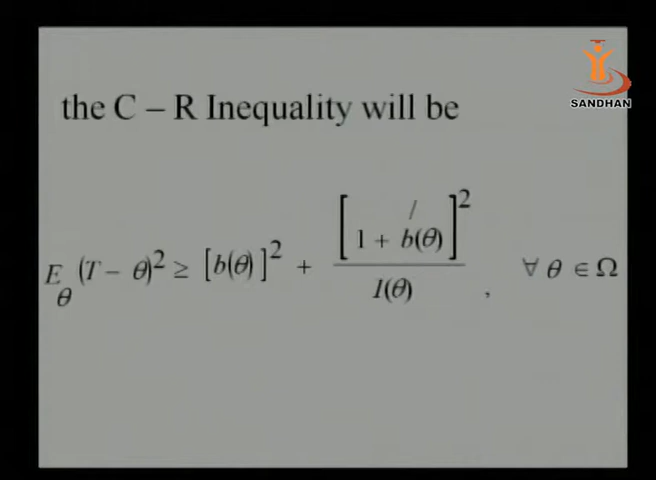 SANDHAN
the C – R Inequality will be
E_θ (T – θ)² ≥ [b(θ)]² + [1 + b′(θ)]² / I(θ) , ∀ θ ∈ Ω